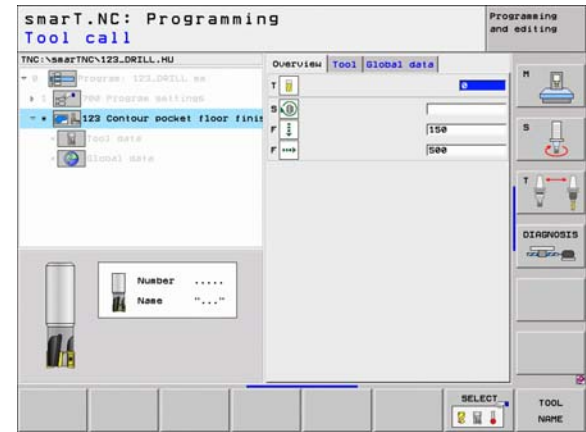 smarT.NC: Programming
Tool call
Programming
and editing
TNC:\smarTNC\123_DRILL.HU
0 Program: 123_DRILL mm
1 700 Program settings
123 Contour pocket floor finis
Tool data
Global data
Overview Tool Global data
T 0
S
F 150
F 500
Number .....
Name "..."
M
S
T
DIAGNOSIS
SELECT
TOOL
NAME